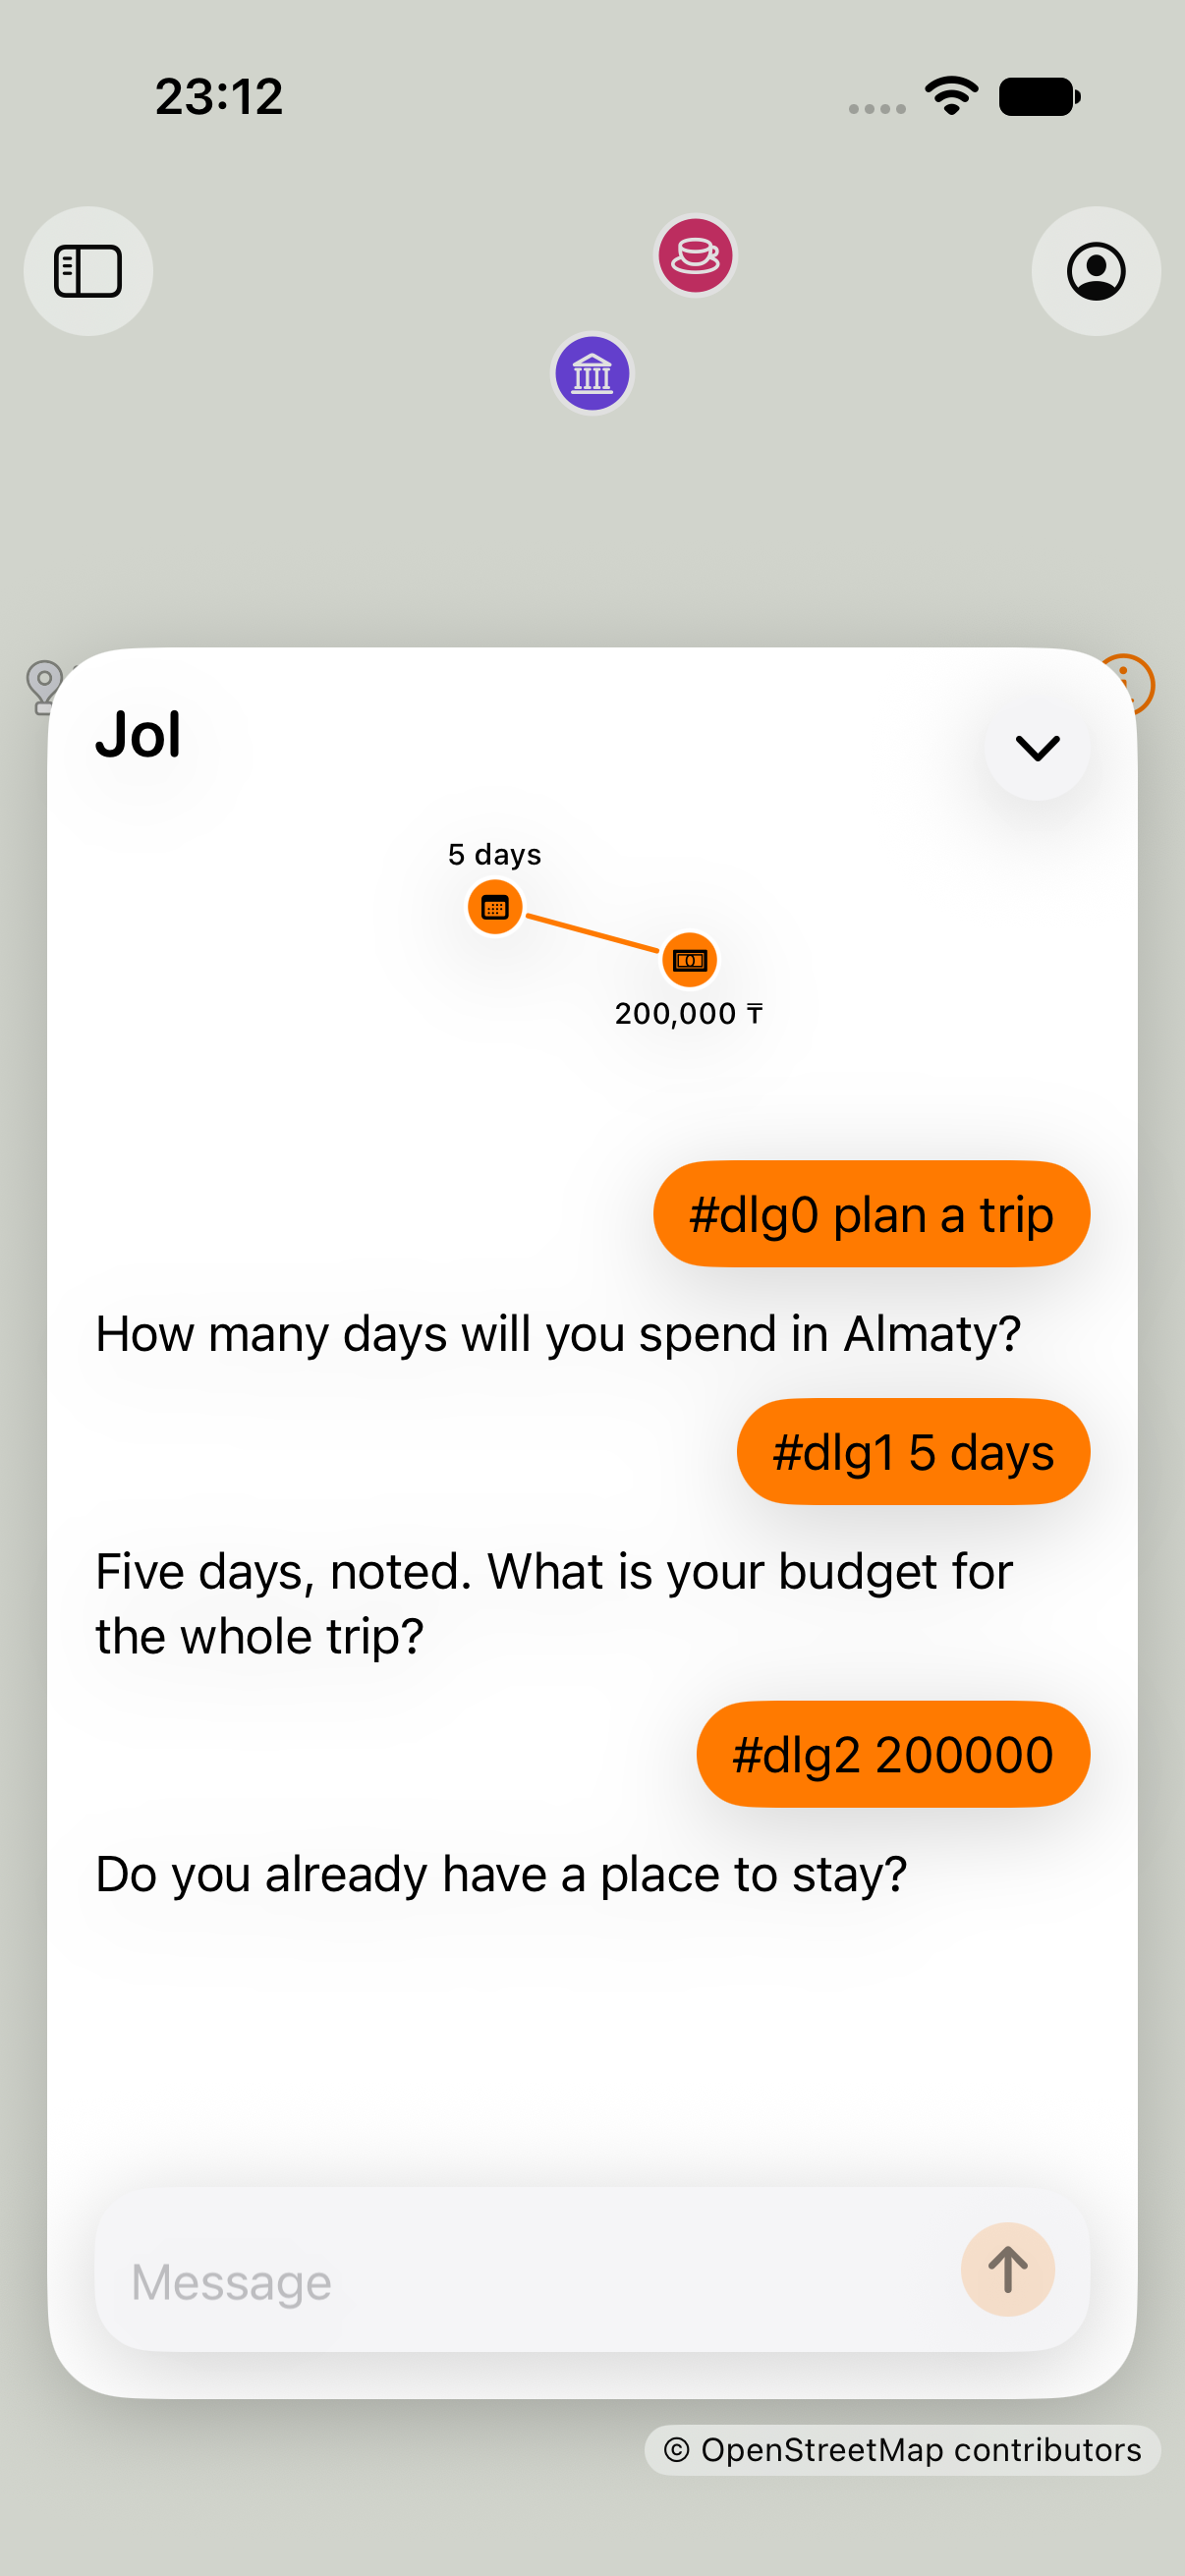 23:12
Jol
5 days
200,000 ₸
#dlg0 plan a trip
How many days will you spend in Almaty?
#dlg1 5 days
Five days, noted. What is your budget for
the whole trip?
#dlg2 200000
Do you already have a place to stay?
Message
© OpenStreetMap contributors